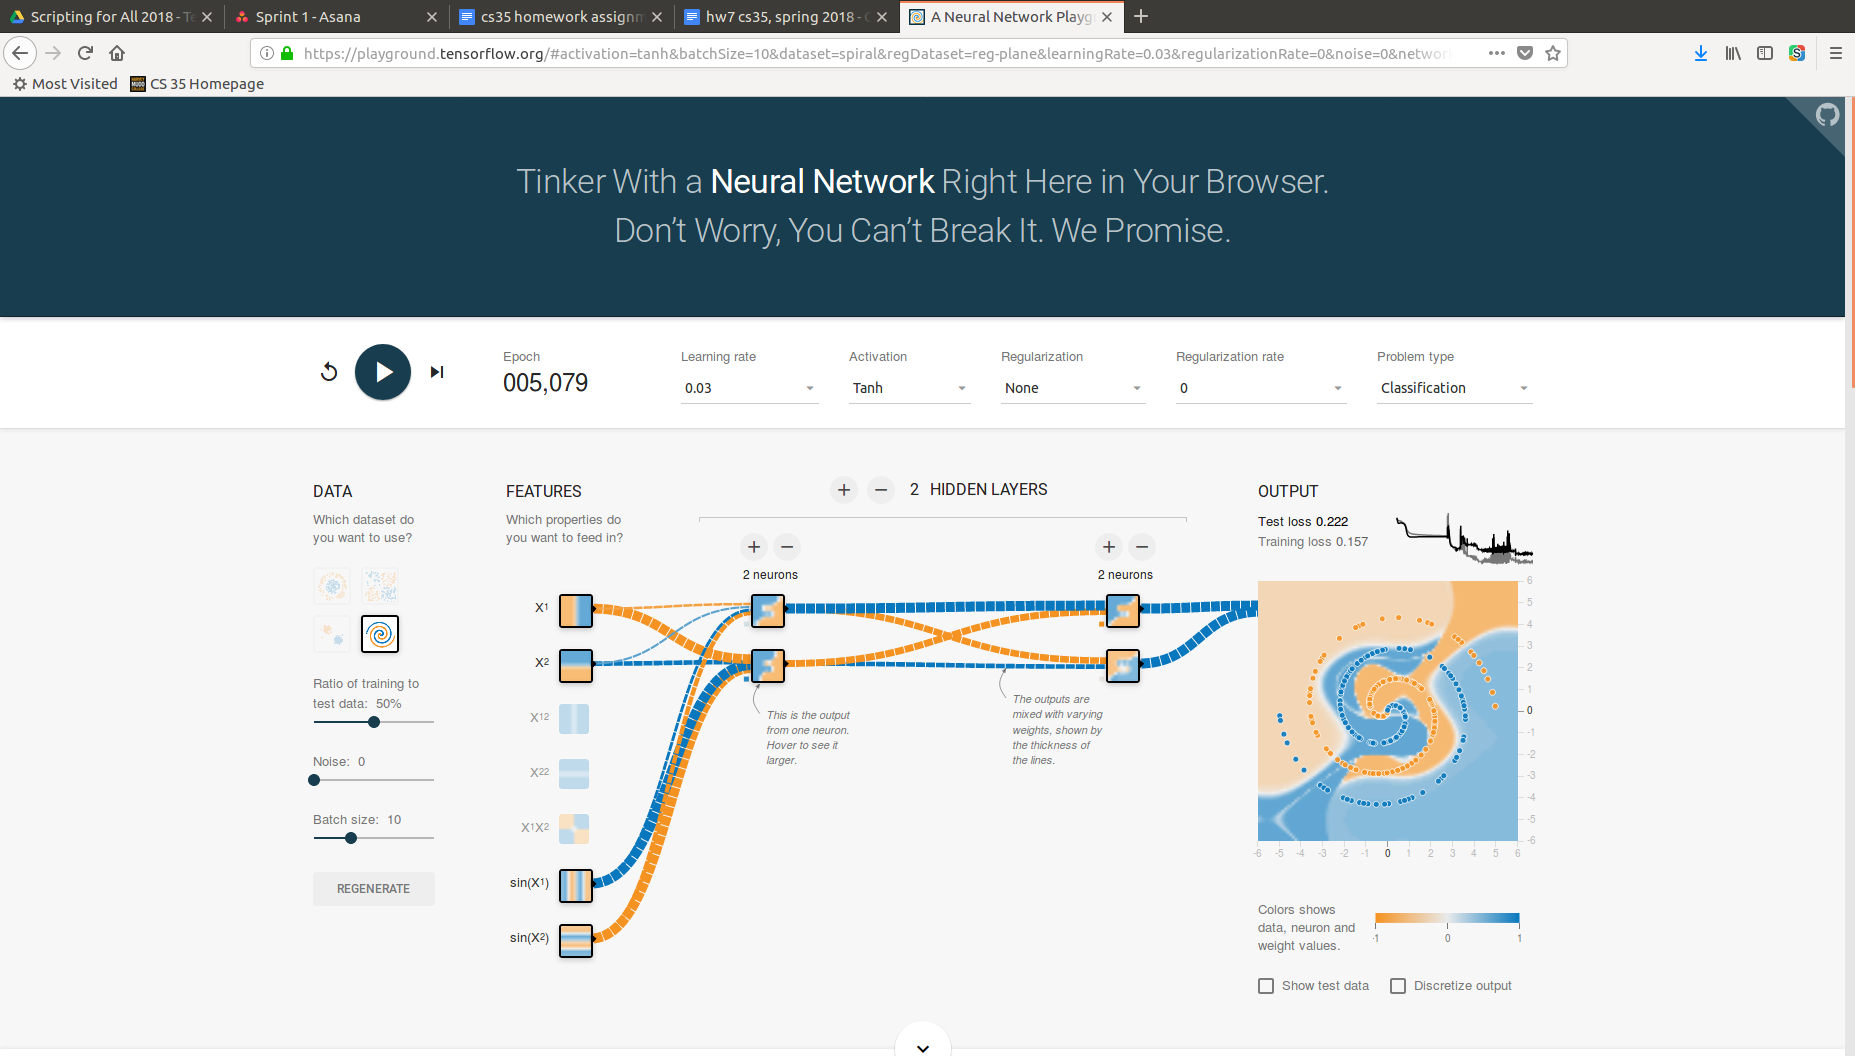 Scripting for All 2018 - Te
Sprint 1 - Asana
cs35 homework assignm
hw7 cs35, spring 2018 -
A Neural Network Playg
https://playground.tensorflow.org/#activation=tanh&batchSize=10&dataset=spiral&regDataset=reg-plane&learningRate=0.03&regularizationRate=0&noise=0&networ
Most Visited
CS 35 Homepage
Tinker With a Neural Network Right Here in Your Browser.
Don't Worry, You Can't Break It. We Promise.
Epoch
005,079
Learning rate
0.03
Activation
Tanh
Regularization
None
Regularization rate
0
Problem type
Classification
DATA
Which dataset do
you want to use?
Ratio of training to
test data: 50%
Noise: 0
Batch size: 10
REGENERATE
FEATURES
Which properties do
you want to feed in?
X1
X2
X12
X22
X1X2
sin(X1)
sin(X2)
+ − 2 HIDDEN LAYERS
+ −
2 neurons
+ −
2 neurons
This is the output
from one neuron.
Hover to see it
larger.
The outputs are
mixed with varying
weights, shown by
the thickness of
the lines.
OUTPUT
Test loss 0.222
Training loss 0.157
6
5
4
3
2
1
0
-1
-2
-3
-4
-5
-6
-6 -5 -4 -3 -2 -1 0 1 2 3 4 5 6
Colors shows
data, neuron and
weight values.
-1 0 1
Show test data
Discretize output